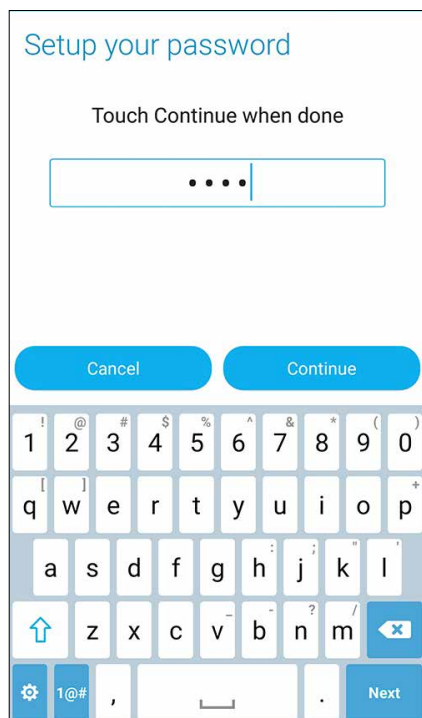 Setup your password
Touch Continue when done
••••
Cancel Continue
! @ # $ % ^ & * ( )
1 2 3 4 5 6 7 8 9 0
[ ] +
q w e r t y u i o p
: ; " '
a s d f g h j k l
_ - ? /
z x c v b n m
1@# , . Next